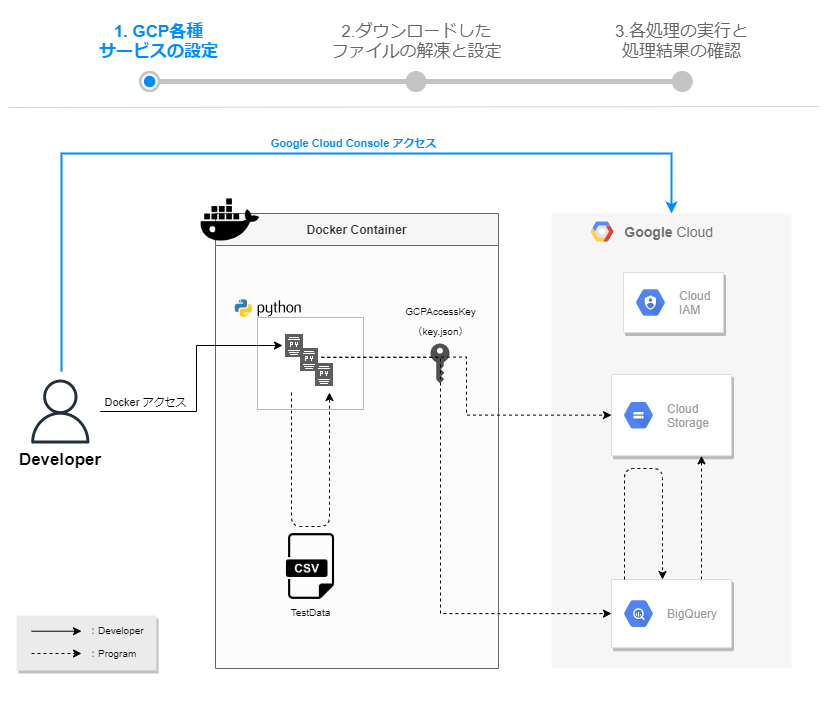 1. GCP各種
サービスの設定
2.ダウンロードした
ファイルの解凍と設定
3.各処理の実行と
処理結果の確認
Google Cloud Console アクセス
Docker Container
Google Cloud
python
GCPAccessKey
（key.json）
Cloud
IAM
PY
PY
PY
Docker アクセス
Cloud
Storage
Developer
CSV
TestData
BigQuery
：Developer
：Program